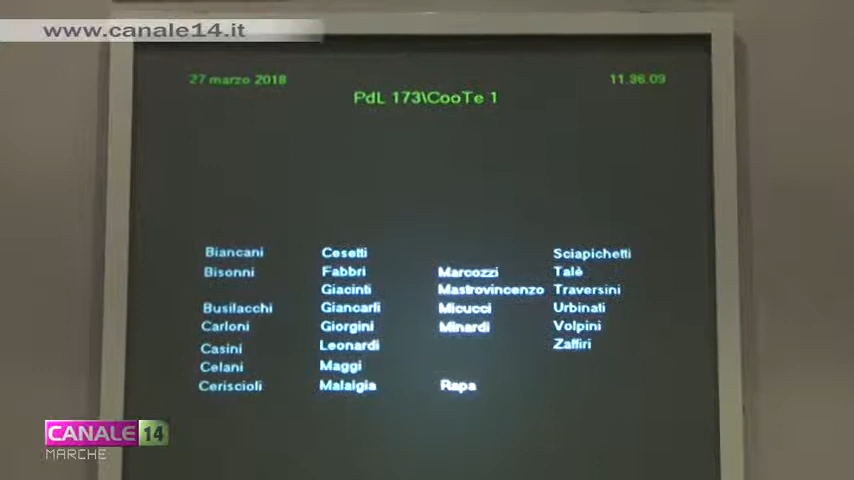 www.canale14.it
27 marzo 2018 11.36.09
PdL 173\CooTe 1
Biancani Cesetti Sciapichetti
Bisonni Fabbri Marcozzi Talè
Giacinti Mastrovincenzo Traversini
Busilacchi Giancarli Micucci Urbinati
Carloni Giorgini Minardi Volpini
Casini Leonardi Zaffiri
Celani Maggi
Ceriscioli Malaigia Rapa
CANALE 14
MARCHE